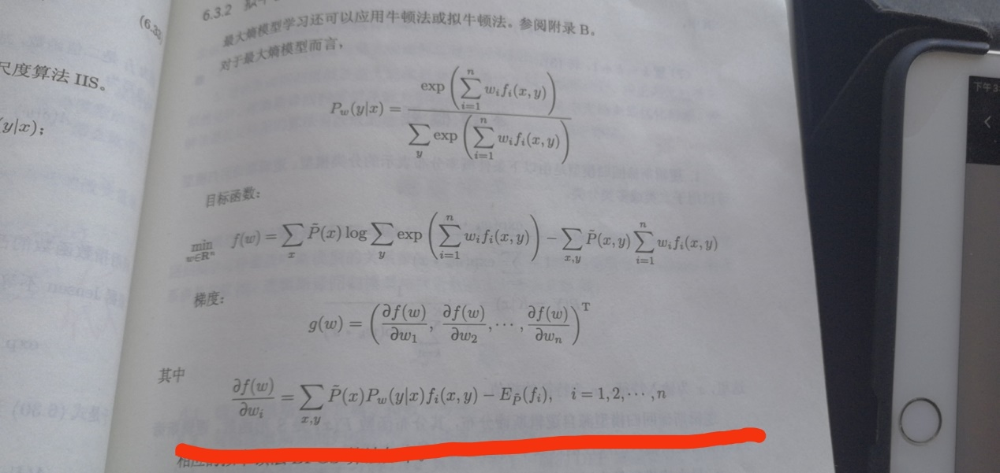 (6.33
尺度算法 IIS。
(y|x);
6.3.2
最大熵模型学习还可以应用牛顿法或拟牛顿法。参阅附录 B。
对于最大熵模型而言，
P_w(y|x) = \frac{\exp\left(\sum_{i=1}^{n} w_i f_i(x,y)\right)}{\sum_{y} \exp\left(\sum_{i=1}^{n} w_i f_i(x,y)\right)}
目标函数：
\min_{w \in \mathbf{R}^n} f(w) = \sum_{x} \tilde{P}(x) \log \sum_{y} \exp\left(\sum_{i=1}^{n} w_i f_i(x,y)\right) - \sum_{x,y} \tilde{P}(x,y) \sum_{i=1}^{n} w_i f_i(x,y)
梯度：
g(w) = \left(\frac{\partial f(w)}{\partial w_1}, \frac{\partial f(w)}{\partial w_2}, \cdots, \frac{\partial f(w)}{\partial w_n}\right)^{\mathrm{T}}
其中
\frac{\partial f(w)}{\partial w_i} = \sum_{x,y} \tilde{P}(x) P_w(y|x) f_i(x,y) - E_{\tilde{P}}(f_i), \quad i = 1,2,\cdots,n
下午3